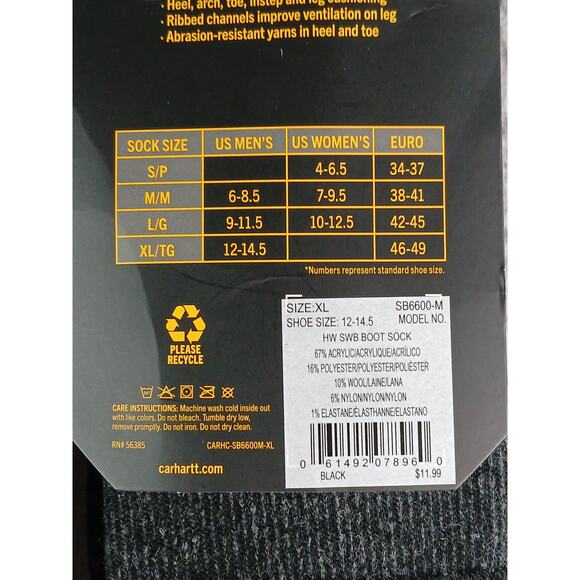 · Heel, arch, toe, instep and leg cushioning
· Ribbed channels improve ventilation on leg
· Abrasion-resistant yarns in heel and toe
SOCK SIZE US MEN'S US WOMEN'S EURO
S/P 4-6.5 34-37
M/M 6-8.5 7-9.5 38-41
L/G 9-11.5 10-12.5 42-45
XL/TG 12-14.5 46-49
*Numbers represent standard shoe size.
PLEASE
RECYCLE
CARE INSTRUCTIONS: Machine wash cold inside out
with like colors. Do not bleach. Tumble dry low,
remove promptly. Do not iron. Do not dry clean.
RN# 56385 CARHC-SB6600M-XL
carhartt.com
SIZE:XL SB6600-M
SHOE SIZE: 12-14.5 MODEL NO.
HW SWB BOOT SOCK
67% ACRYLIC/ACRYLIQUE/ACRÍLICO
16% POLYESTER/POLYESTER/POLIÉSTER
10% WOOL/LAINE/LANA
6% NYLON/NYLON/NYLON
1% ELASTANE/ÉLASTHANNE/ELASTANO
0 61492 07896 0
BLACK $11.99